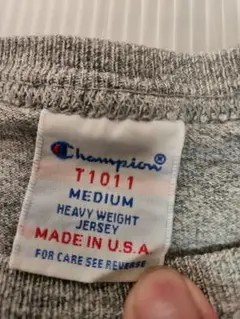 Champion®
T1011
MEDIUM
HEAVY WEIGHT
JERSEY
MADE IN U.S.A.
FOR CARE SEE REVERSE